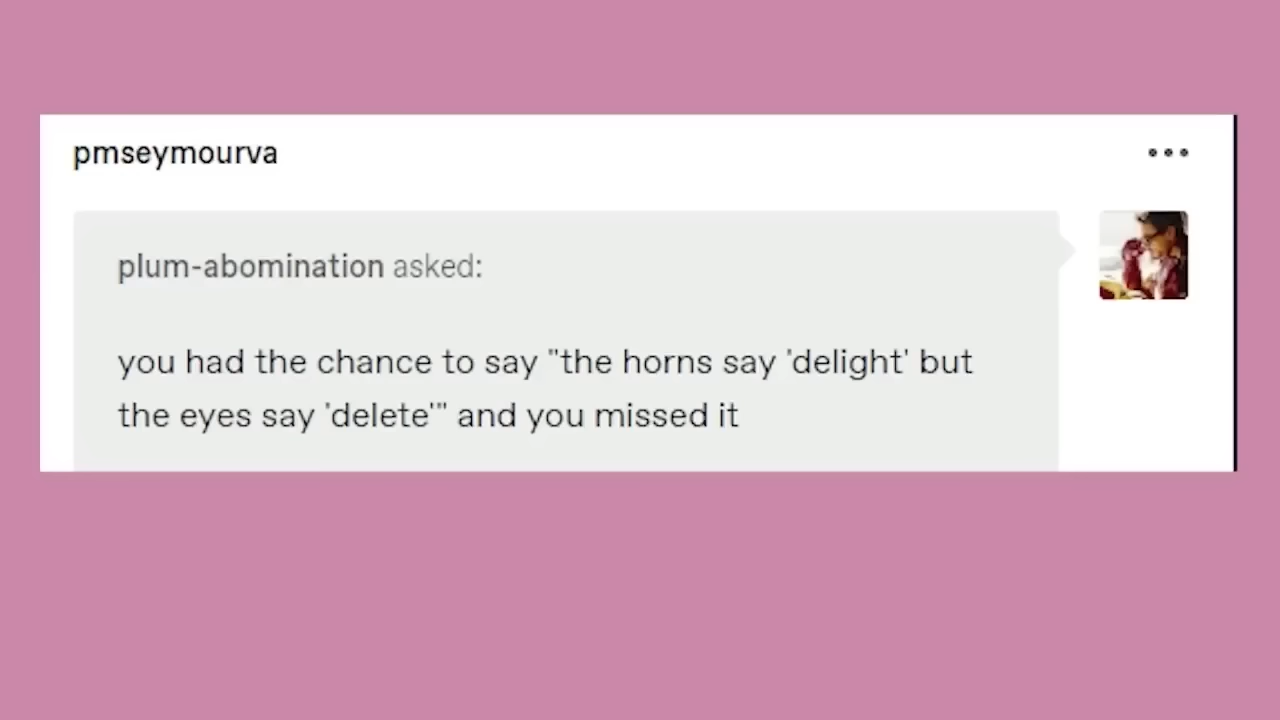 pmseymourva
plum-abomination asked:
you had the chance to say "the horns say 'delight' but
the eyes say 'delete'" and you missed it